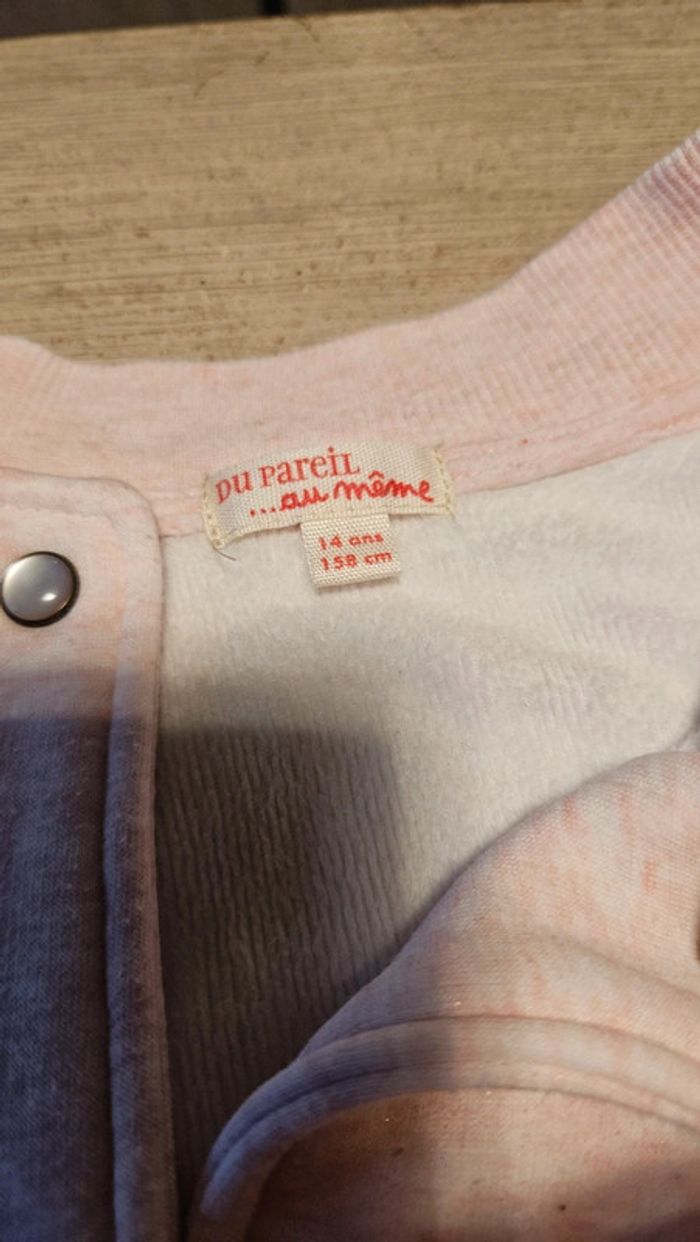 DU PAREIL
...au même
14 ans
158 cm